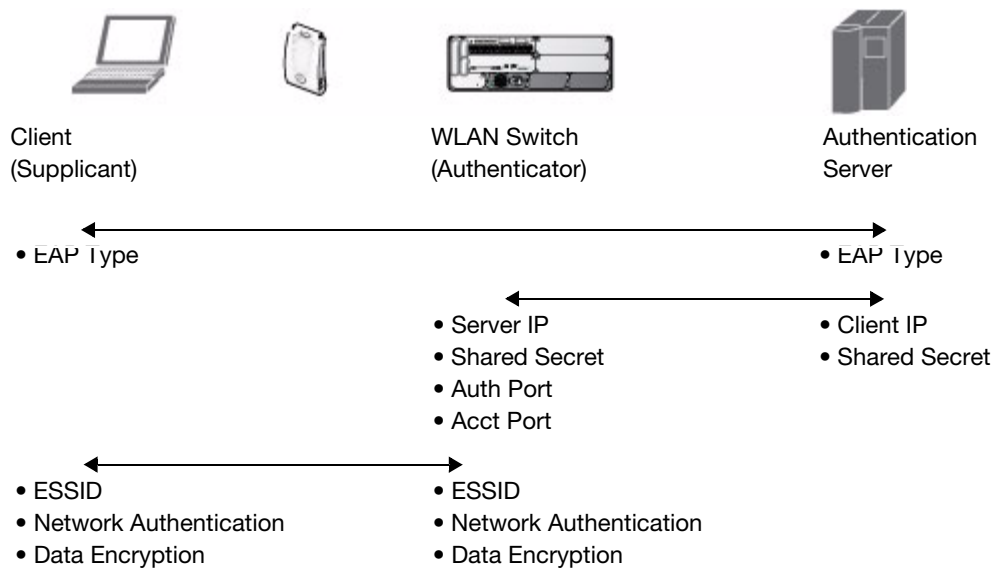 Client
(Supplicant)
WLAN Switch
(Authenticator)
Authentication
Server
• EAP Type
• EAP Type
• Server IP
• Shared Secret
• Auth Port
• Acct Port
• Client IP
• Shared Secret
• ESSID
• Network Authentication
• Data Encryption
• ESSID
• Network Authentication
• Data Encryption